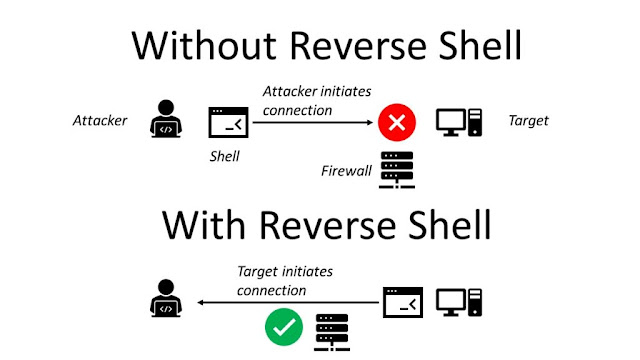 Without Reverse Shell
Attacker initiates
connection
Attacker
Target
Shell
Firewall
With Reverse Shell
Target initiates
connection